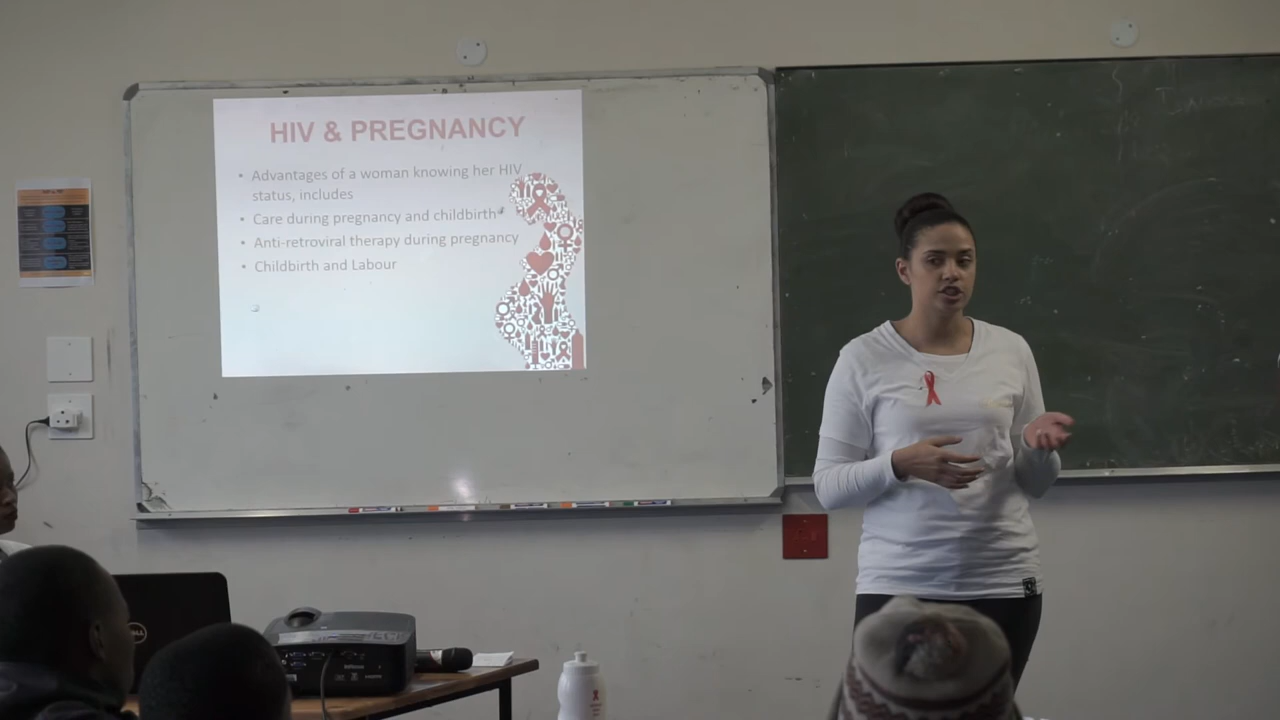 HIV & PREGNANCY
• Advantages of a woman knowing her HIV
status, includes
• Care during pregnancy and childbirth
• Anti-retroviral therapy during pregnancy
• Childbirth and Labour
DELL